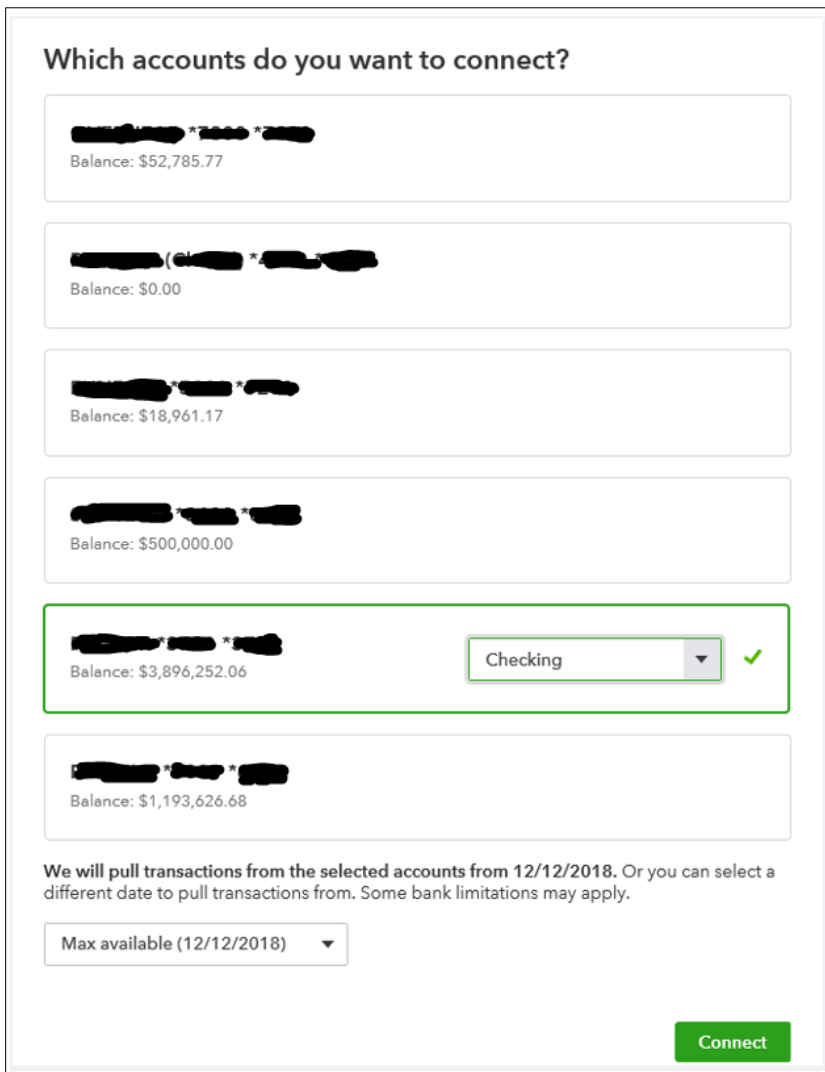 Which accounts do you want to connect?
* *
Balance: $52,785.77
( * *
Balance: $0.00
* *
Balance: $18,961.17
* *
Balance: $500,000.00
* *
Balance: $3,896,252.06
Checking
* *
Balance: $1,193,626.68
We will pull transactions from the selected accounts from 12/12/2018. Or you can select a
different date to pull transactions from. Some bank limitations may apply.
Max available (12/12/2018)
Connect